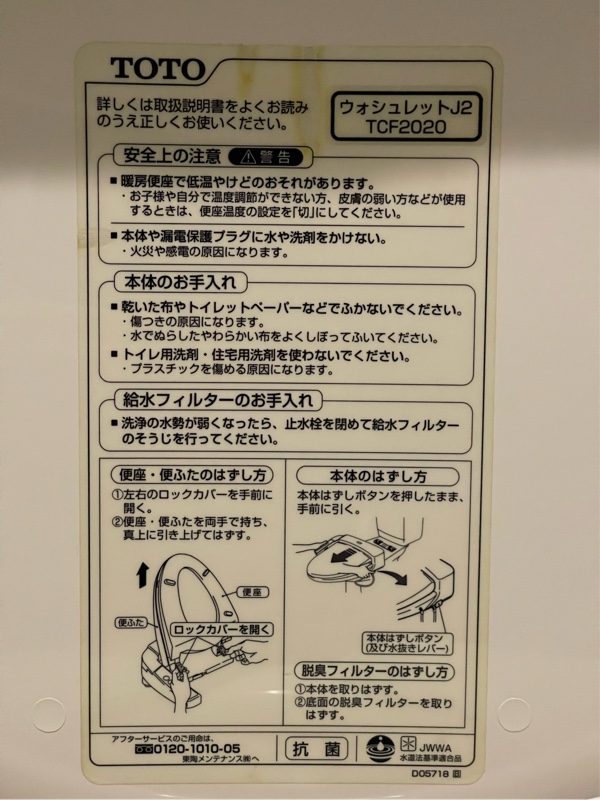 TOTO
詳しくは取扱説明書をよくお読み
のうえ正しくお使いください。
ウォシュレットJ2
TCF2020
安全上の注意 ⚠警告
■暖房便座で低温やけどのおそれがあります。
・お子様や自分で温度調節ができない方、皮膚の弱い方などが使用
するときは、便座温度の設定を「切」にしてください。
■本体や漏電保護プラグに水や洗剤をかけない。
・火災や感電の原因になります。
本体のお手入れ
■乾いた布やトイレットペーパーなどでふかないでください。
・傷つきの原因になります。
・水でぬらしたやわらかい布をよくしぼってふいてください。
■トイレ用洗剤・住宅用洗剤を使わないでください。
・プラスチックを傷める原因になります。
給水フィルターのお手入れ
■洗浄の水勢が弱くなったら、止水栓を閉めて給水フィルター
のそうじを行ってください。
便座・便ふたのはずし方
①左右のロックカバーを手前に
開く。
②便座・便ふたを両手で持ち、
真上に引き上げてはずす。
便座
便ふた
ロックカバーを開く
本体のはずし方
本体はずしボタンを押したまま、
手前に引く。
本体はずしボタン
(及び水抜きレバー)
脱臭フィルターのはずし方
①本体を取りはずす。
②底面の脱臭フィルターを取り
はずす。
アフターサービスのご用命は、
0120-1010-05
東陶メンテナンス㈱へ
抗菌
JWWA
水道法基準適合品
D05718